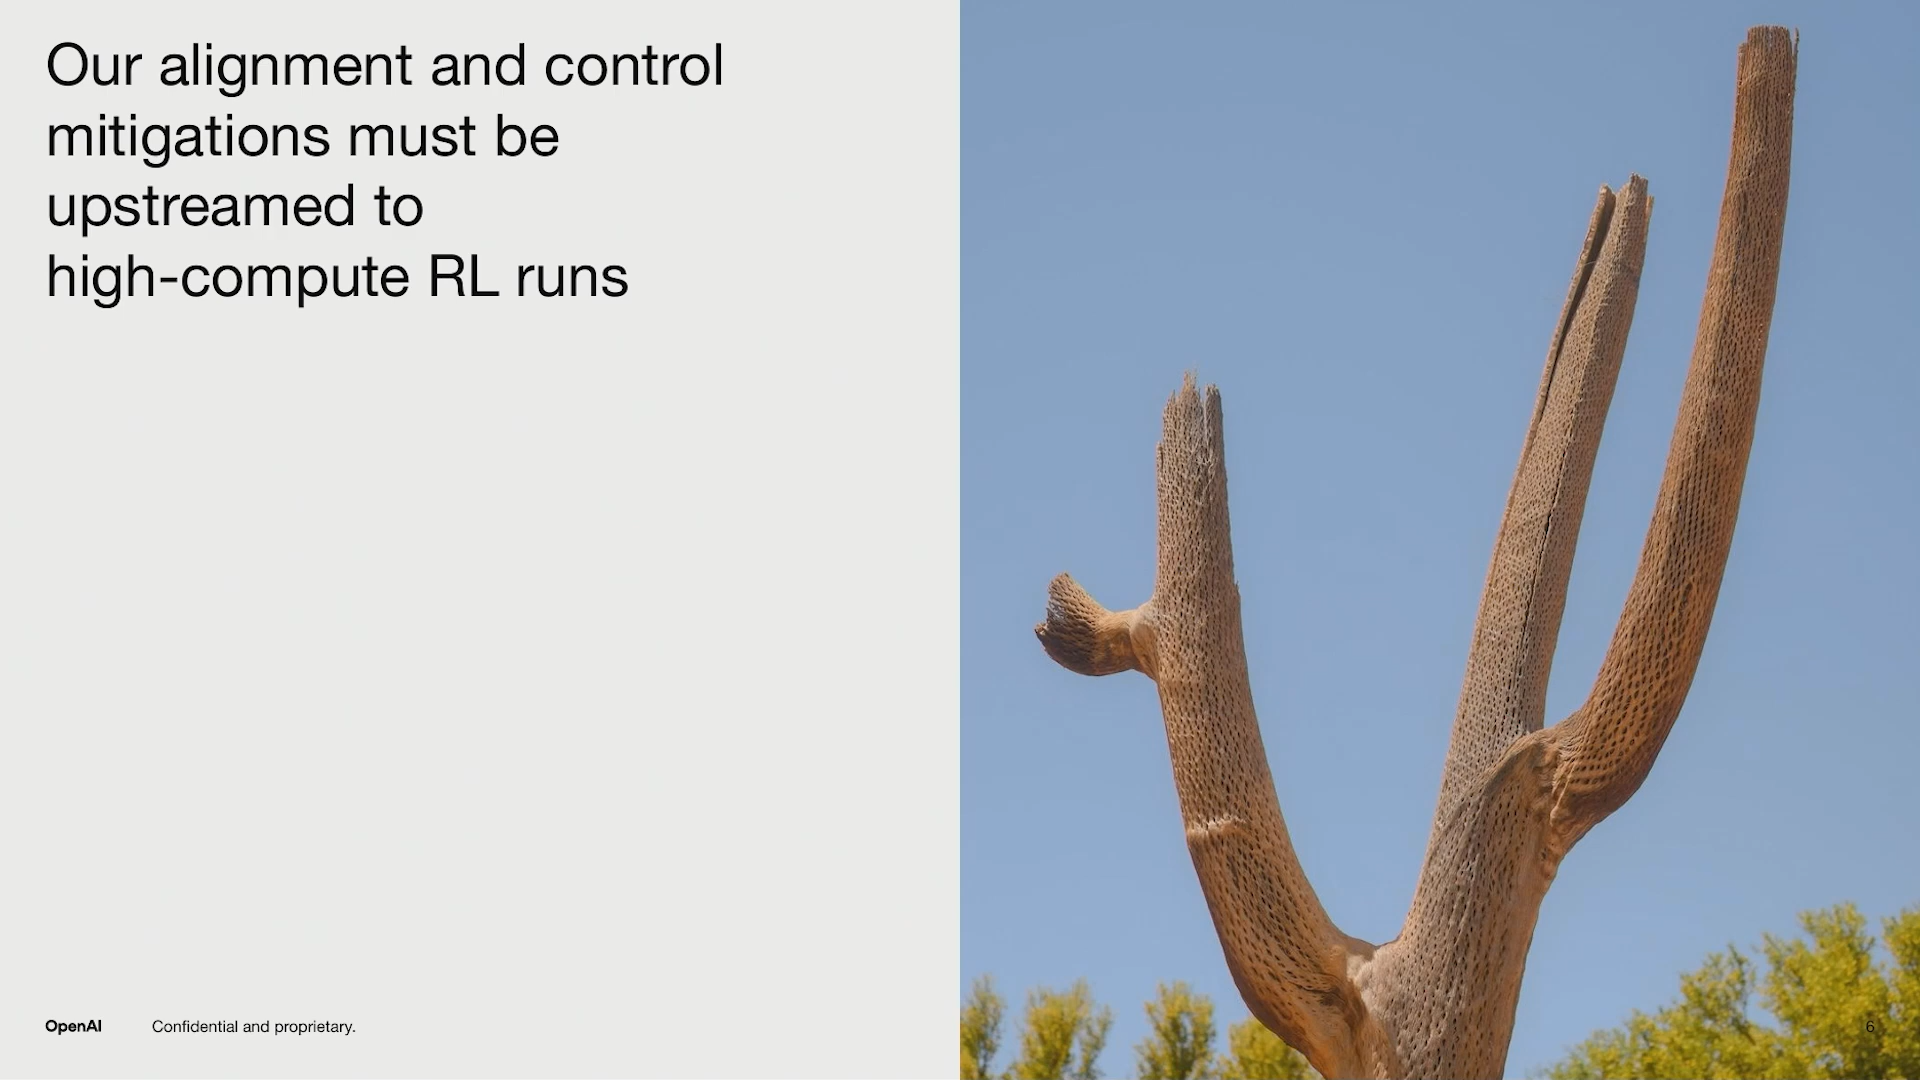 Our alignment and control
mitigations must be
upstreamed to
high-compute RL runs
OpenAI Confidential and proprietary.
6